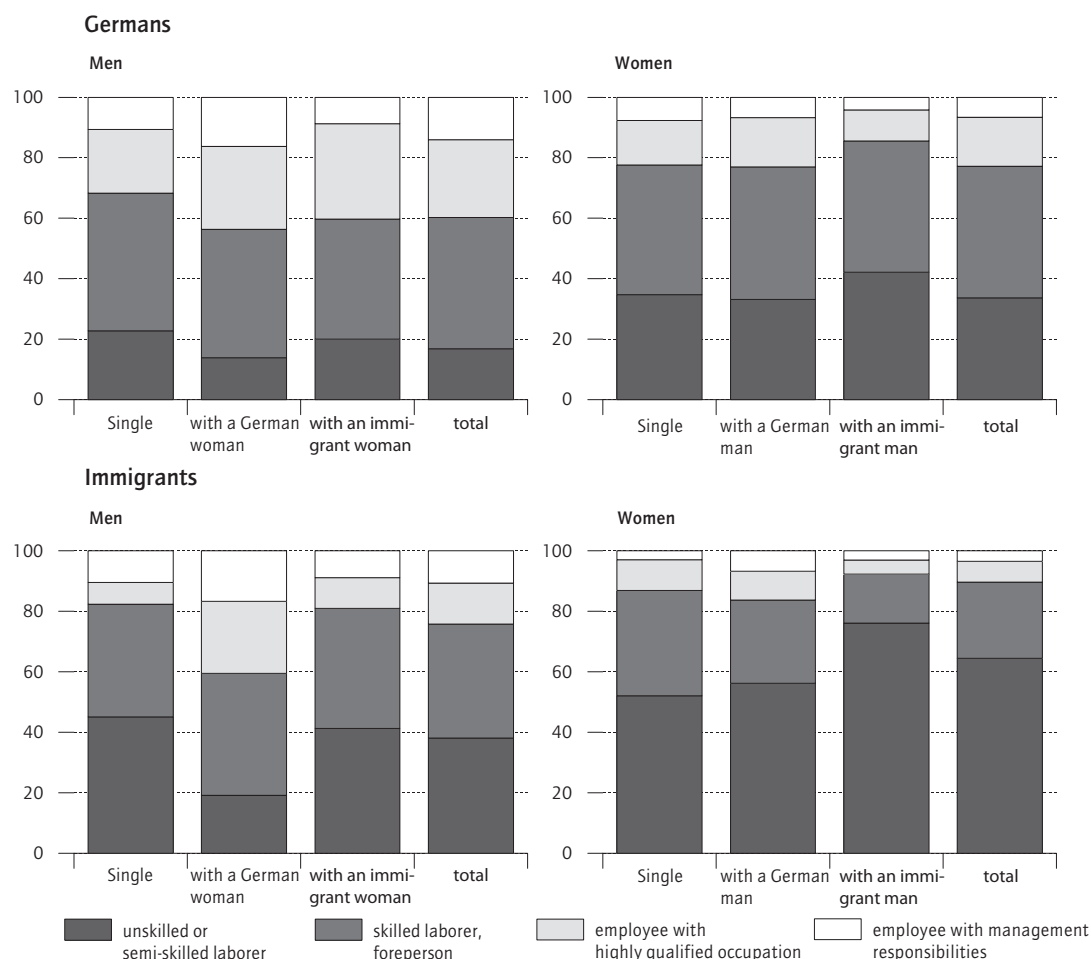 Germans
Men
Women
100
80
60
40
20
0
Single
with a German
woman
with an immi-
grant woman
total
100
80
60
40
20
0
Single
with a German
man
with an immi-
grant man
total
Immigrants
Men
Women
100
80
60
40
20
0
Single
with a German
woman
with an immi-
grant woman
total
100
80
60
40
20
0
Single
with a German
man
with an immi-
grant man
total
unskilled or
semi-skilled laborer
skilled laborer,
foreperson
employee with
highly qualified occupation
employee with management
responsibilities